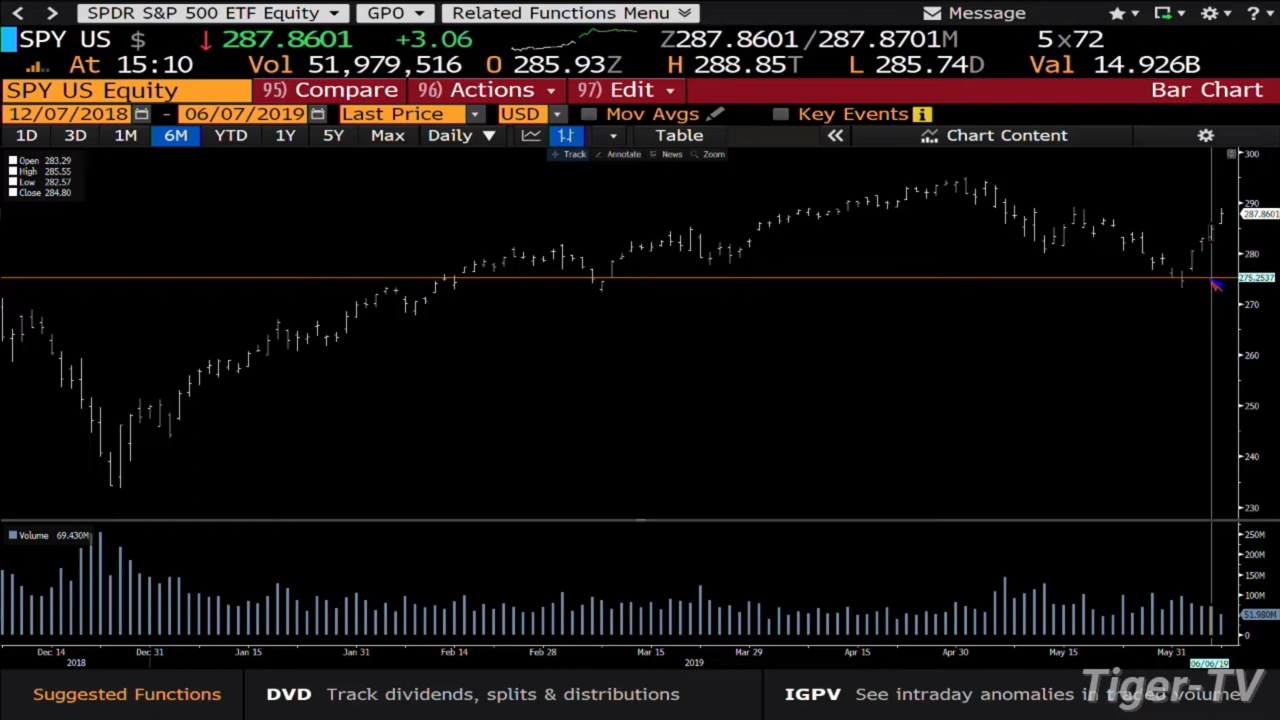 SPDR S&P 500 ETF Equity GPO Related Functions Menu Message
SPY US $ 287.8601 +3.06 Z287.8601/287.8701M 5x72
At 15:10 Vol 51,979,516 O 285.93Z H 288.85T L 285.74D Val 14.926B
SPY US Equity 95) Compare 96) Actions 97) Edit Bar Chart
12/07/2018 - 06/07/2019 Last Price USD Mov Avgs Key Events
1D 3D 1M 6M YTD 1Y 5Y Max Daily Table Chart Content
Track Annotate News Zoom
Open 283.29
High 285.55
Low 282.57
Close 284.80
300
290
287.8601
280
275.2537
270
260
250
240
230
Volume 69.430M
250M
200M
150M
100M
51.980M
0
Dec 14 Dec 31 Jan 15 Jan 31 Feb 14 Feb 28 Mar 15 Mar 29 Apr 15 Apr 30 May 15 May 31
2018 2019 06/06/19
Suggested Functions DVD Track dividends, splits & distributions IGPV See intraday anomalies in traded volume
Tiger-TV